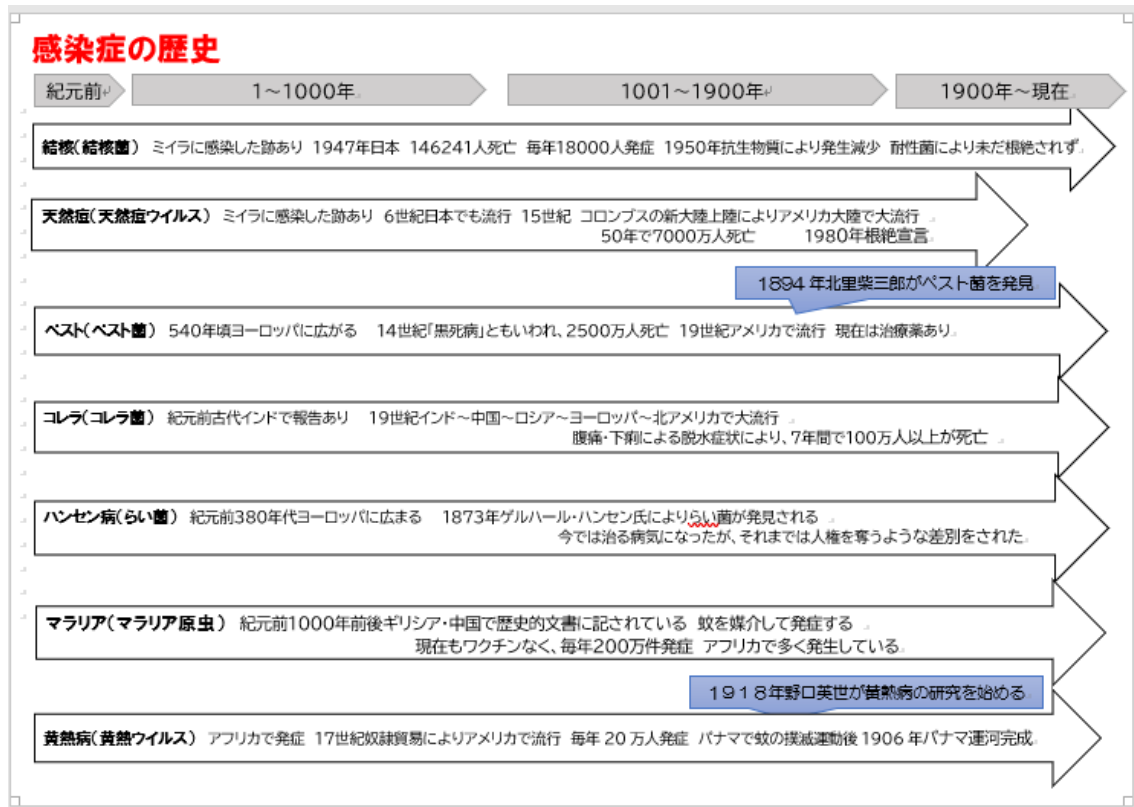 感染症の歴史
紀元前 1～1000年 1001～1900年 1900年～現在
結核(結核菌) ミイラに感染した跡あり 1947年日本 146241人死亡 毎年18000人発症 1950年抗生物質により発生減少 耐性菌により未だ根絶されず
天然痘(天然痘ウイルス) ミイラに感染した跡あり 6世紀日本でも流行 15世紀 コロンブスの新大陸上陸によりアメリカ大陸で大流行
50年で7000万人死亡 1980年根絶宣言
1894年北里柴三郎がペスト菌を発見
ペスト(ペスト菌) 540年頃ヨーロッパに広がる 14世紀「黒死病」ともいわれ、2500万人死亡 19世紀アメリカで流行 現在は治療薬あり
コレラ(コレラ菌) 紀元前古代インドで報告あり 19世紀インド～中国～ロシア～ヨーロッパ～北アメリカで大流行
腹痛・下痢による脱水症状により、7年間で100万人以上が死亡
ハンセン病(らい菌) 紀元前380年代ヨーロッパに広まる 1873年ゲルハール・ハンセン氏によりらい菌が発見される
今では治る病気になったが、それまでは人権を奪うような差別をされた
マラリア(マラリア原虫) 紀元前1000年前後ギリシア・中国で歴史的文書に記されている 蚊を媒介して発症する
現在もワクチンなく、毎年200万件発症 アフリカで多く発生している
1918年野口英世が黄熱病の研究を始める
黄熱病(黄熱ウイルス) アフリカで発症 17世紀奴隷貿易によりアメリカで流行 毎年20万人発症 パナマで蚊の撲滅運動後1906年パナマ運河完成